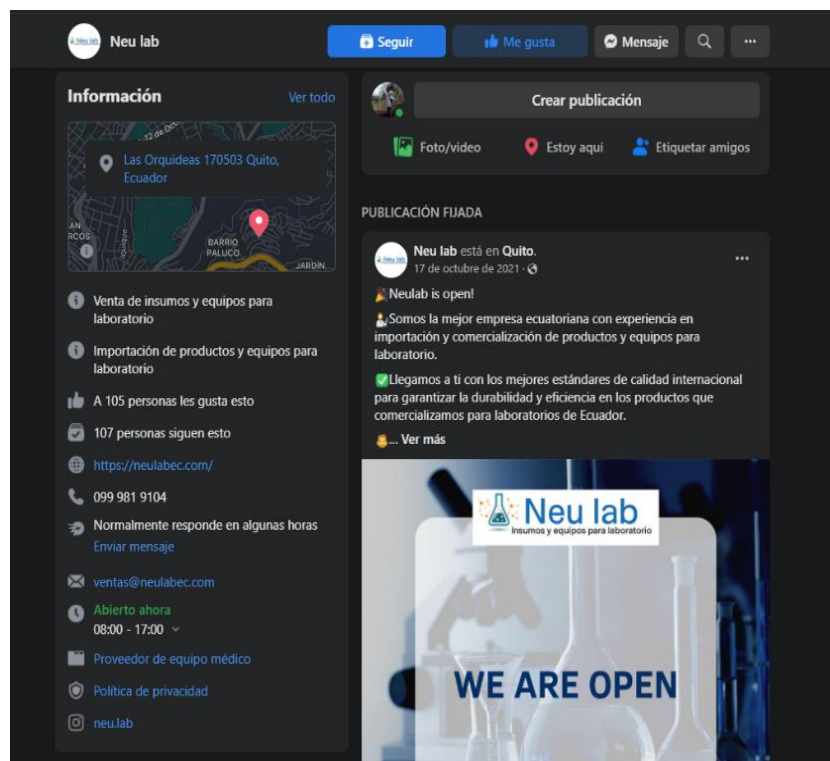 Neu lab
Seguir
Me gusta
Mensaje
Información
Ver todo
Las Orquideas 170503 Quito,
Ecuador
BARRIO
PALUCO
JARDÍN
Venta de insumos y equipos para
laboratorio
Importación de productos y equipos para
laboratorio
A 105 personas les gusta esto
107 personas siguen esto
https://neulabec.com/
099 981 9104
Normalmente responde en algunas horas
Enviar mensaje
ventas@neulabec.com
Abierto ahora
08:00 - 17:00
Proveedor de equipo médico
Política de privacidad
neu.lab
Crear publicación
Foto/video
Estoy aquí
Etiquetar amigos
PUBLICACIÓN FIJADA
Neu lab está en Quito.
17 de octubre de 2021 ·
🎉Neulab is open!
Somos la mejor empresa ecuatoriana con experiencia en
importación y comercialización de productos y equipos para
laboratorio.
✅Llegamos a ti con los mejores estándares de calidad internacional
para garantizar la durabilidad y eficiencia en los productos que
comercializamos para laboratorios de Ecuador.
... Ver más
Neu lab
Insumos y equipos para laboratorio
WE ARE OPEN